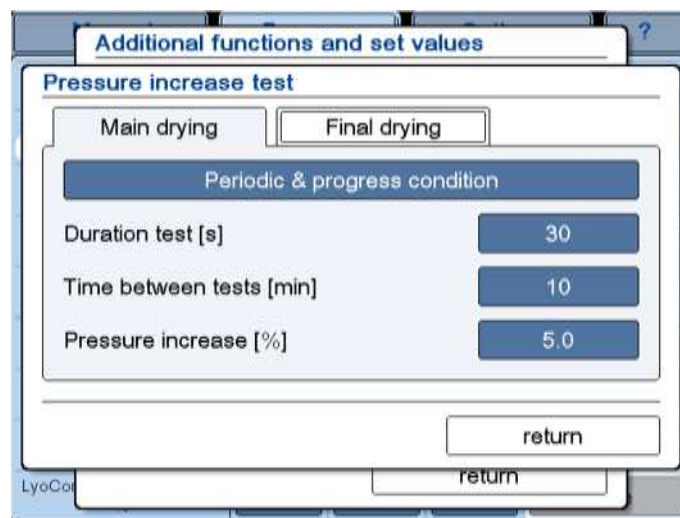 ?
Additional functions and set values
Pressure increase test
Main drying
Final drying
Periodic & progress condition
Duration test [s]
30
Time between tests [min]
10
Pressure increase [%]
5.0
return
return